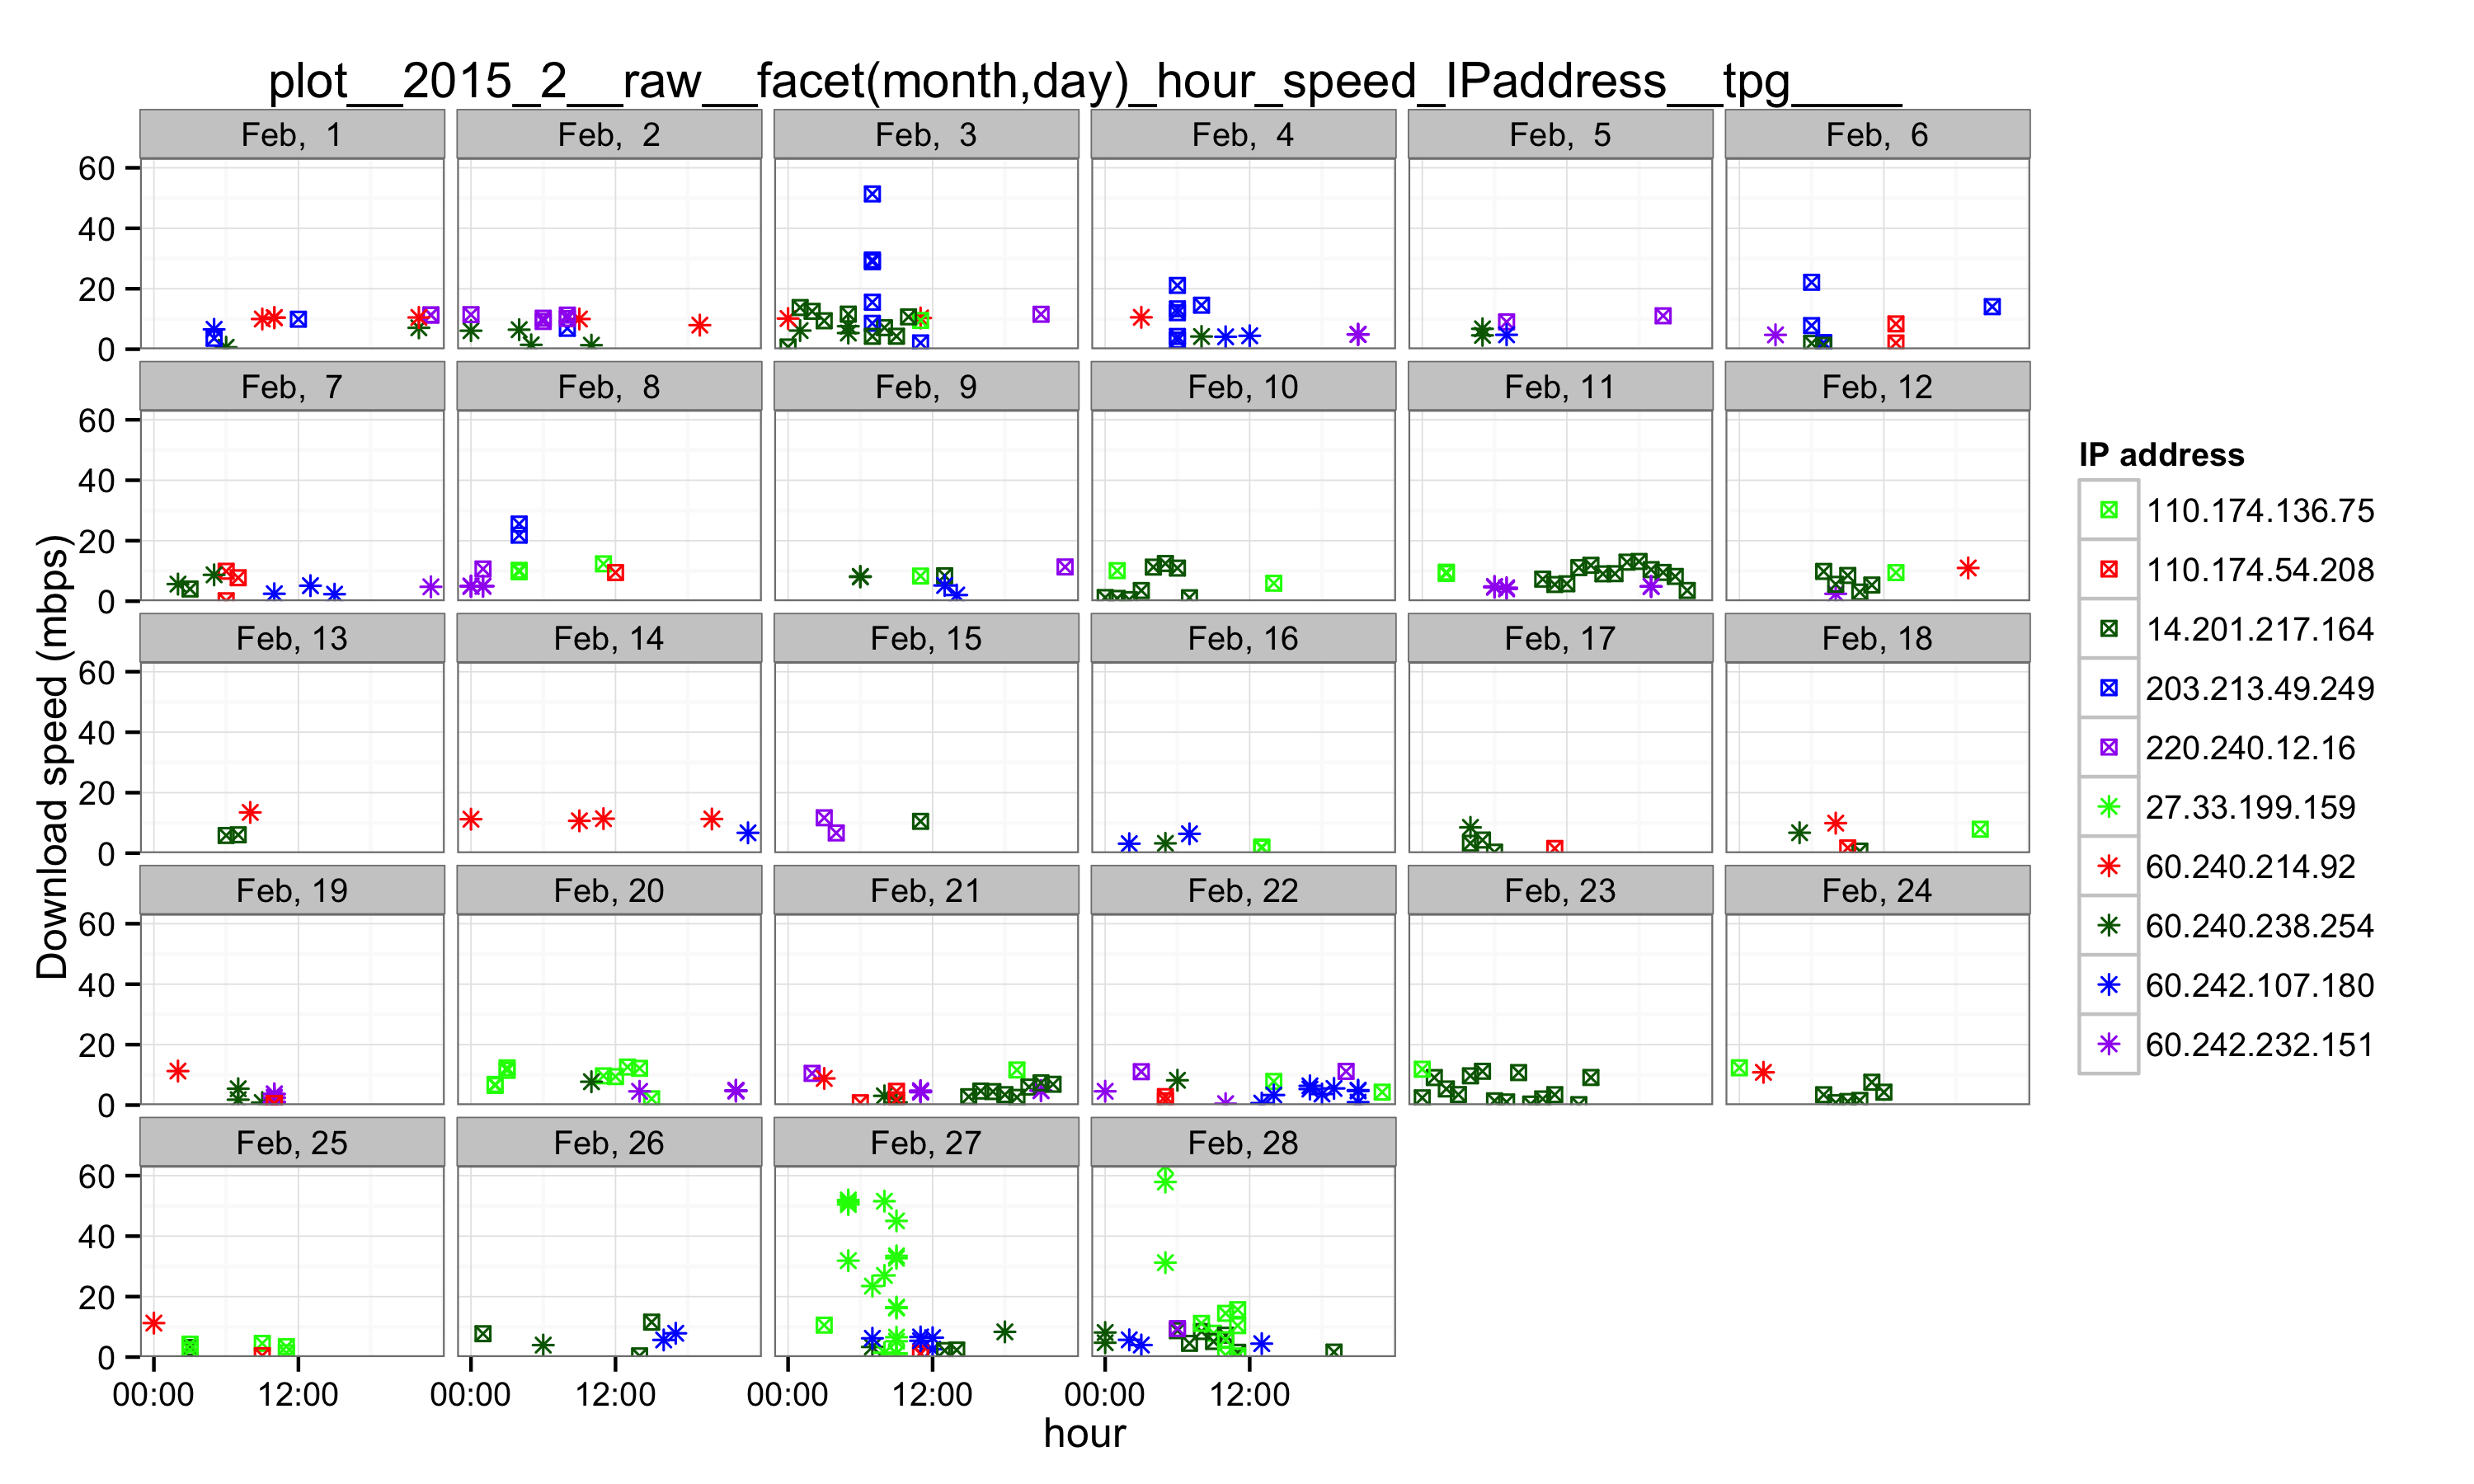 plot__2015_2__raw__facet(month,day)_hour_speed_IPaddress__tpg____
Feb,  1
Feb,  2
Feb,  3
Feb,  4
Feb,  5
Feb,  6
60
40
20
0
Feb,  7
Feb,  8
Feb,  9
Feb, 10
Feb, 11
Feb, 12
60
40
20
0
Feb, 13
Feb, 14
Feb, 15
Feb, 16
Feb, 17
Feb, 18
60
40
20
0
Feb, 19
Feb, 20
Feb, 21
Feb, 22
Feb, 23
Feb, 24
60
40
20
0
Feb, 25
Feb, 26
Feb, 27
Feb, 28
60
40
20
0
00:00
12:00
00:00
12:00
00:00
12:00
00:00
12:00
hour
Download speed (mbps)
IP address
110.174.136.75
110.174.54.208
14.201.217.164
203.213.49.249
220.240.12.16
27.33.199.159
60.240.214.92
60.240.238.254
60.242.107.180
60.242.232.151